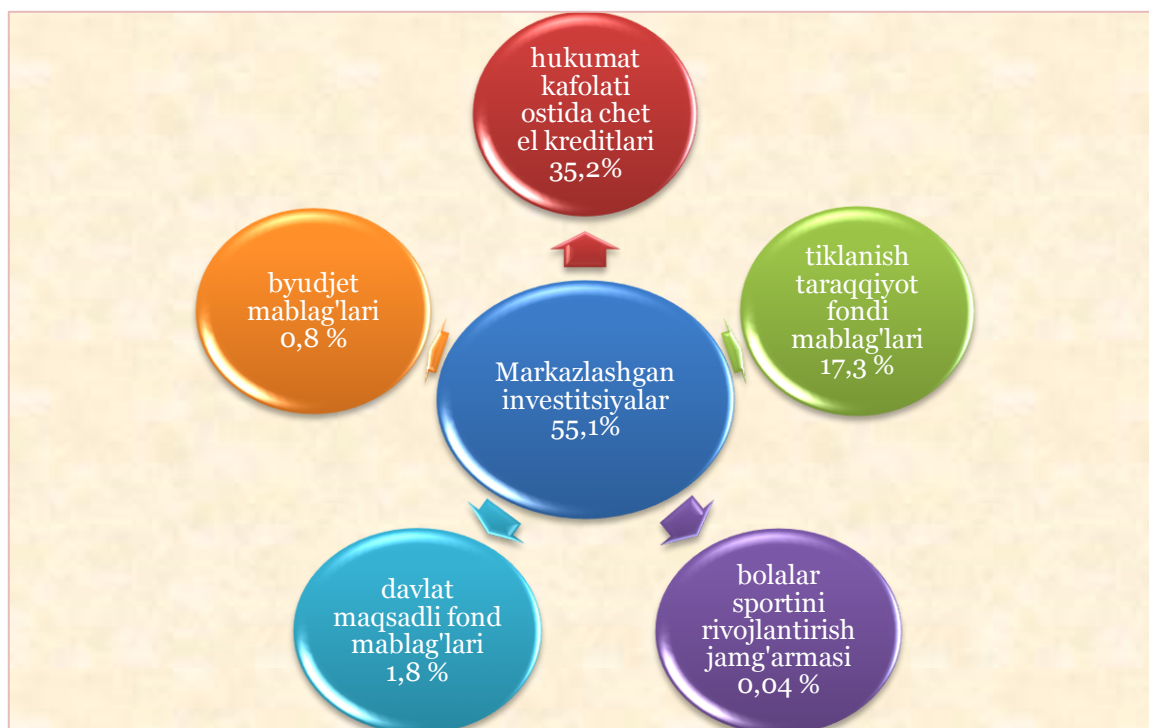 hukumat
kafolati
ostida chet
el kreditlari
35,2%
tiklanish
taraqqiyot
fondi
mablag'lari
17,3 %
bolalar
sportini
rivojlantirish
jamg'armasi
0,04 %
davlat
maqsadli fond
mablag'lari
1,8 %
byudjet
mablag'lari
0,8 %
Markazlashgan
investitsiyalar
55,1%